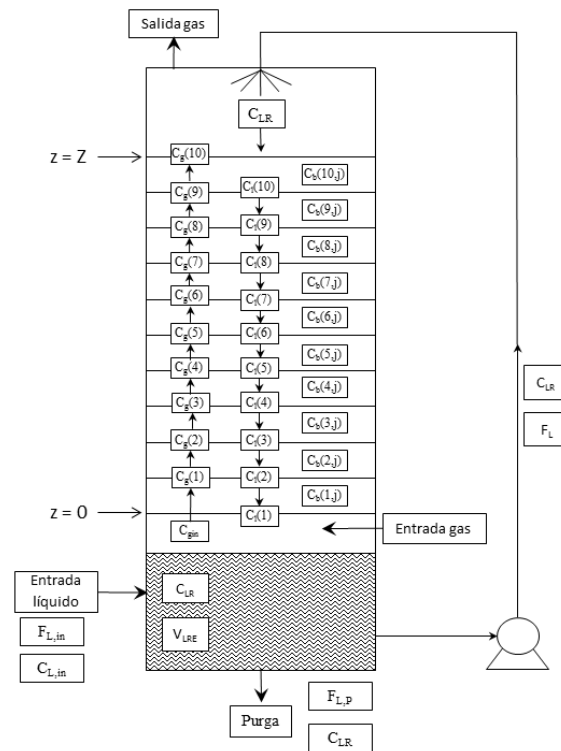 Salida gas
C_LR
z = Z
C_g(10)
C_b(10,j)
C_g(9)
C_l(10)
C_b(9,j)
C_g(8)
C_l(9)
C_b(8,j)
C_g(7)
C_l(8)
C_b(7,j)
C_g(6)
C_l(7)
C_b(6,j)
C_g(5)
C_l(6)
C_b(5,j)
C_g(4)
C_l(5)
C_b(4,j)
C_g(3)
C_l(4)
C_b(3,j)
C_g(2)
C_l(3)
C_b(2,j)
C_g(1)
C_l(2)
C_b(1,j)
z = 0
C_l(1)
C_gin
Entrada gas
C_LR
F_L
Entrada
líquido
C_LR
F_L,in
V_LRE
C_L,in
Purga
F_L,P
C_LR